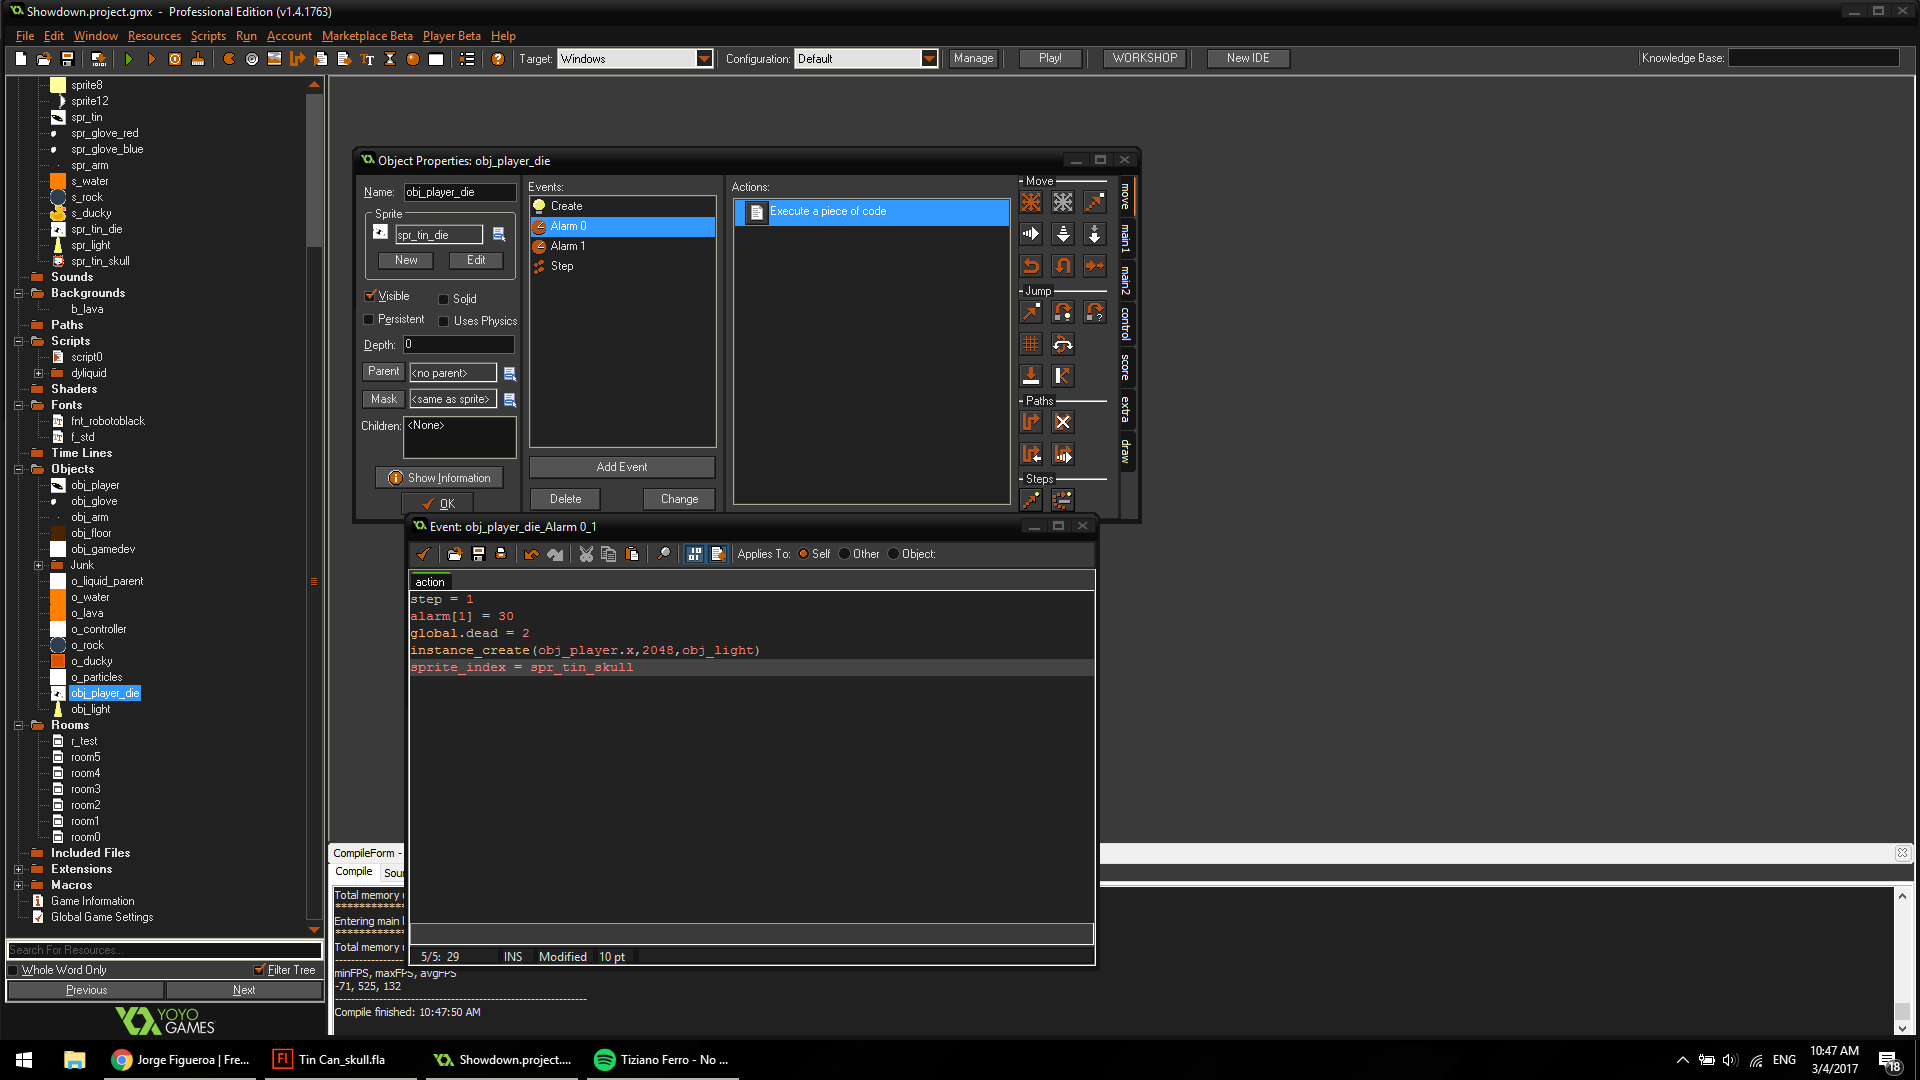 Showdown.project.gmx - Professional Edition (v1.4.1763)
File Edit Window Resources Scripts Run Account Marketplace Beta Player Beta Help
Target: Windows Configuration: Default Manage Play! WORKSHOP New IDE Knowledge Base:
sprite8
sprite12
spr_tin
spr_glove_red
spr_glove_blue
spr_arm
s_water
s_rock
s_ducky
spr_tin_die
spr_light
spr_tin_skull
Sounds
Backgrounds
b_lava
Paths
Scripts
script0
dyliquid
Shaders
Fonts
fnt_robotoblack
f_std
Time Lines
Objects
obj_player
obj_glove
obj_arm
obj_floor
obj_gamedev
Junk
o_liquid_parent
o_water
o_lava
o_controller
o_rock
o_ducky
o_particles
obj_player_die
obj_light
Rooms
r_test
room5
room4
room3
room2
room1
room0
Included Files
Extensions
Macros
Game Information
Global Game Settings
Search For Resources...
Whole Word Only Filter Tree
Previous Next
YOYO
GAMES
Object Properties: obj_player_die
Name: obj_player_die
Sprite
spr_tin_die
New Edit
Visible Solid
Persistent Uses Physics
Depth: 0
Parent <no parent>
Mask <same as sprite>
Children: <None>
Show Information
OK
Events:
Create
Alarm 0
Alarm 1
Step
Add Event
Delete Change
Actions:
Execute a piece of code
Move
Jump
Paths
Steps
move
main1
main2
control
score
extra
draw
Event: obj_player_die_Alarm 0_1
Applies To: Self Other Object:
action
step = 1
alarm[1] = 30
global.dead = 2
instance_create(obj_player.x,2048,obj_light)
sprite_index = spr_tin_skull
5/5: 29 INS Modified 10 pt
CompileForm -
Compile Sour
Total memory
*************
Entering main
*************
Total memory
minFPS, maxFPS, avgFPS
-71, 525, 132
Compile finished: 10:47:50 AM
Jorge Figueroa | Fre...
Tin Can_skull.fla
Showdown.project....
Tiziano Ferro - No ...
ENG
10:47 AM
3/4/2017
18